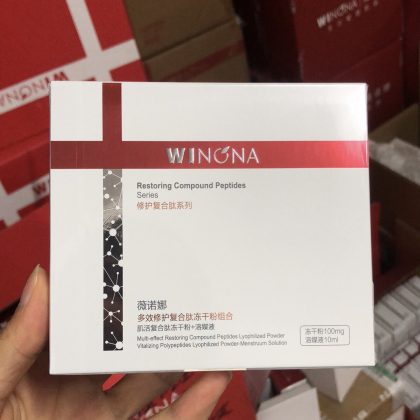 WINONA
WINONA
WINONA
Restoring Compound Peptides
Series
修护复合肽系列
薇诺娜
多效修护复合肽冻干粉组合
肌活复合肽冻干粉+溶媒液
Multi-effect Restoring Compound Peptides Lyophilized Powder
Vitalizing Polypeptides Lyophilized Powder-Menstruum Solution
冻干粉100mg
溶媒液10ml